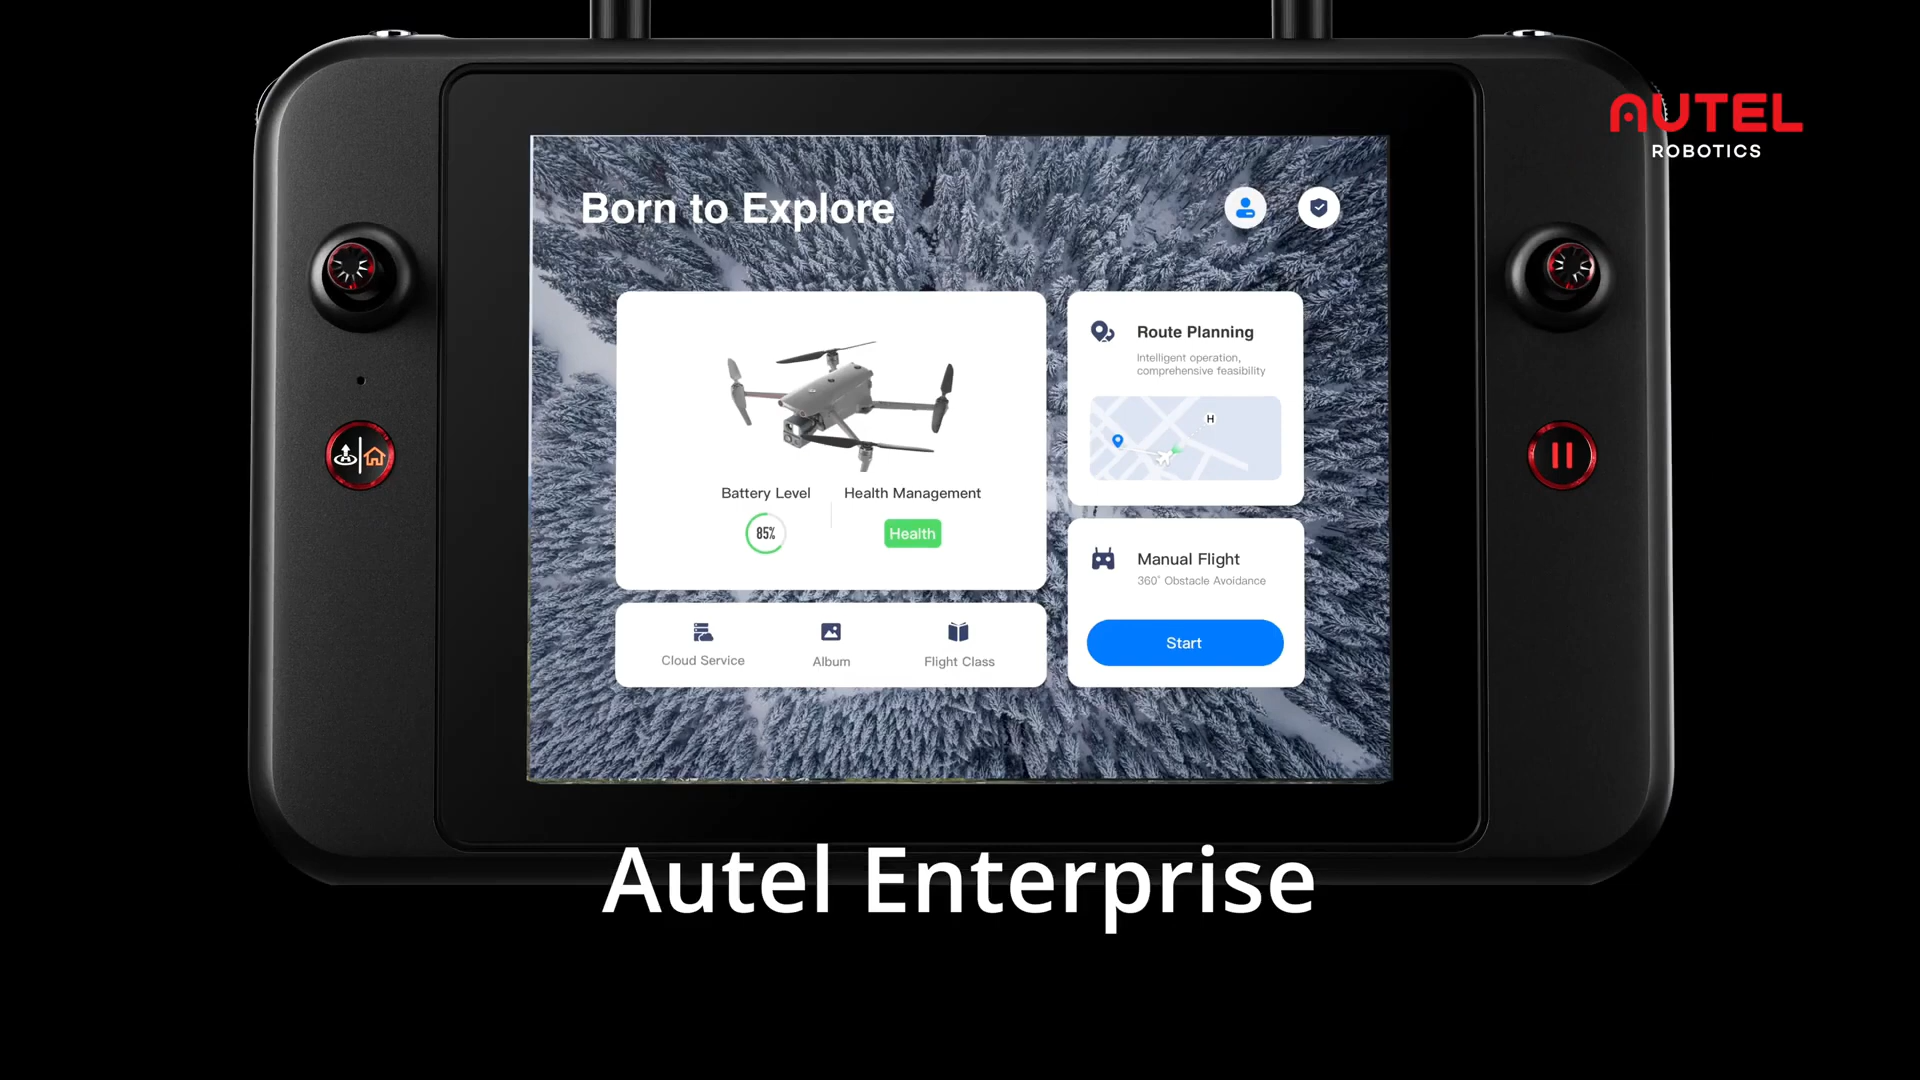 AUTEL
ROBOTICS
Born to Explore
Route Planning
Intelligent operation,
comprehensive feasibility
H
Battery Level
Health Management
85%
Health
Manual Flight
360° Obstacle Avoidance
Start
Cloud Service
Album
Flight Class
Autel Enterprise